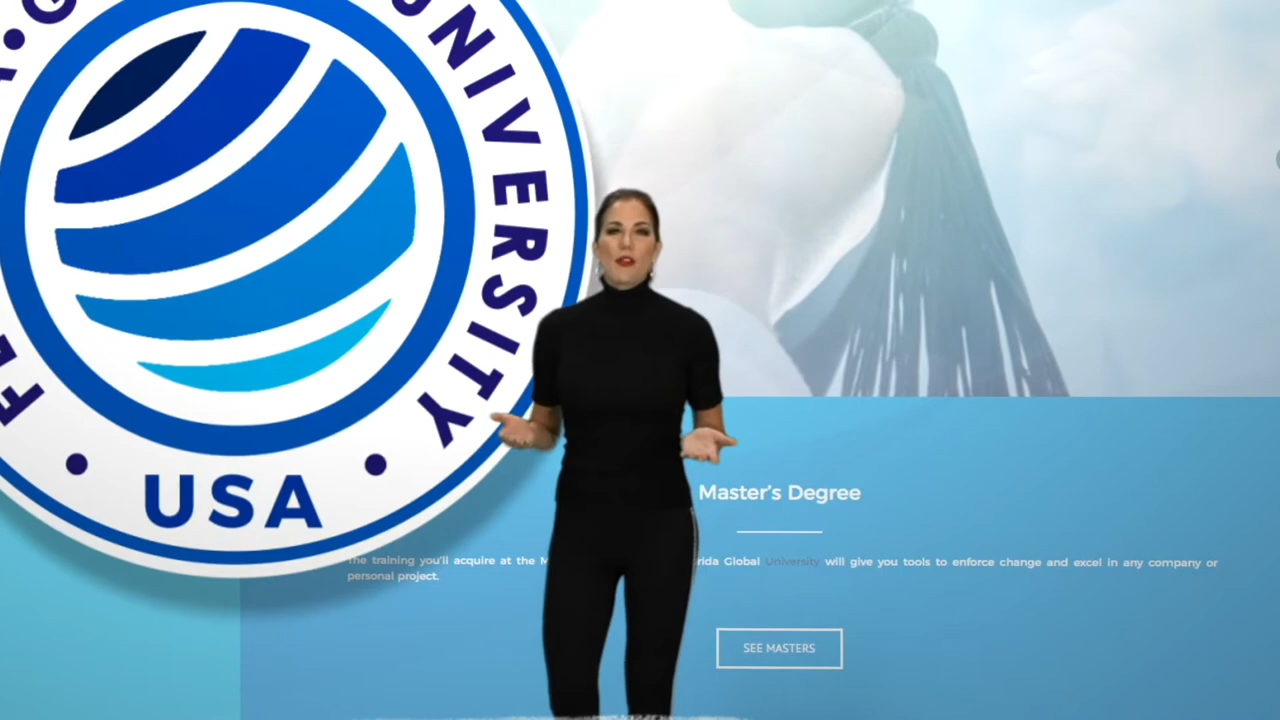 UNIVERSITY
USA
Master's Degree
The training you'll acquire at the M rida Global University will give you tools to enforce change and excel in any company or
personal project.
SEE MASTERS